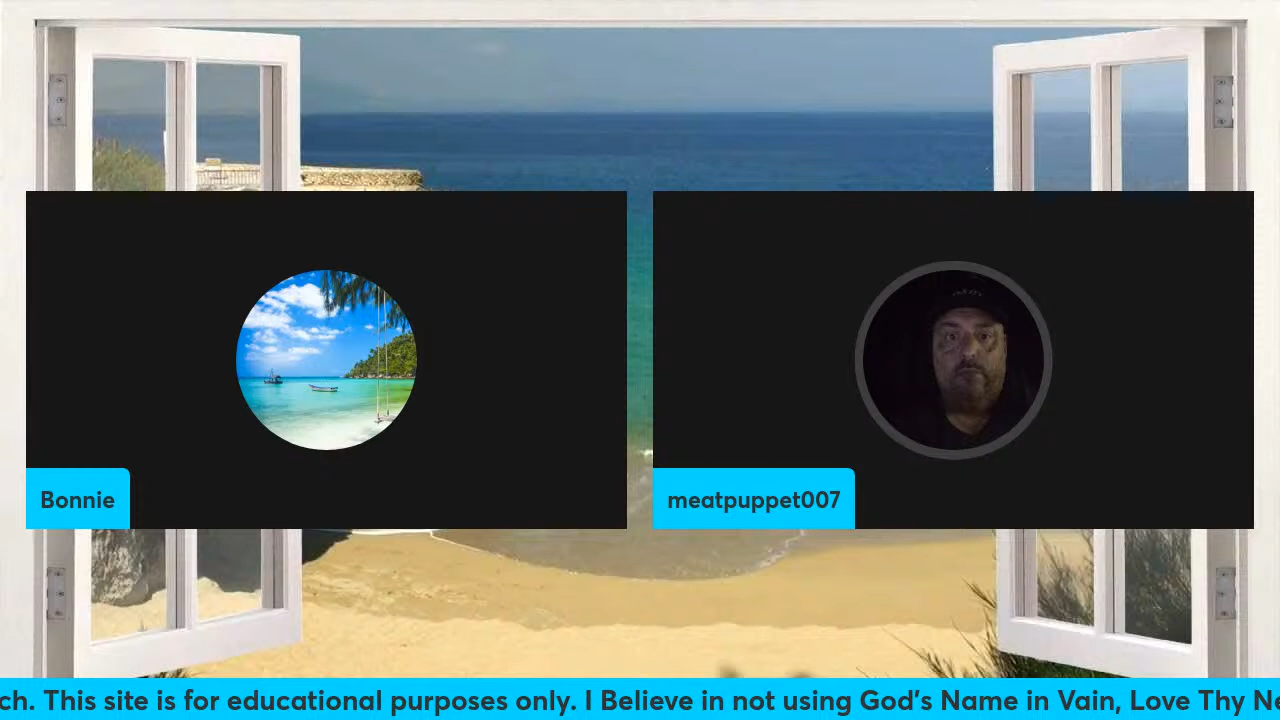 Bonnie
meatpuppet007
ch. This site is for educational purposes only. I Believe in not using God's Name in Vain, Love Thy Ne